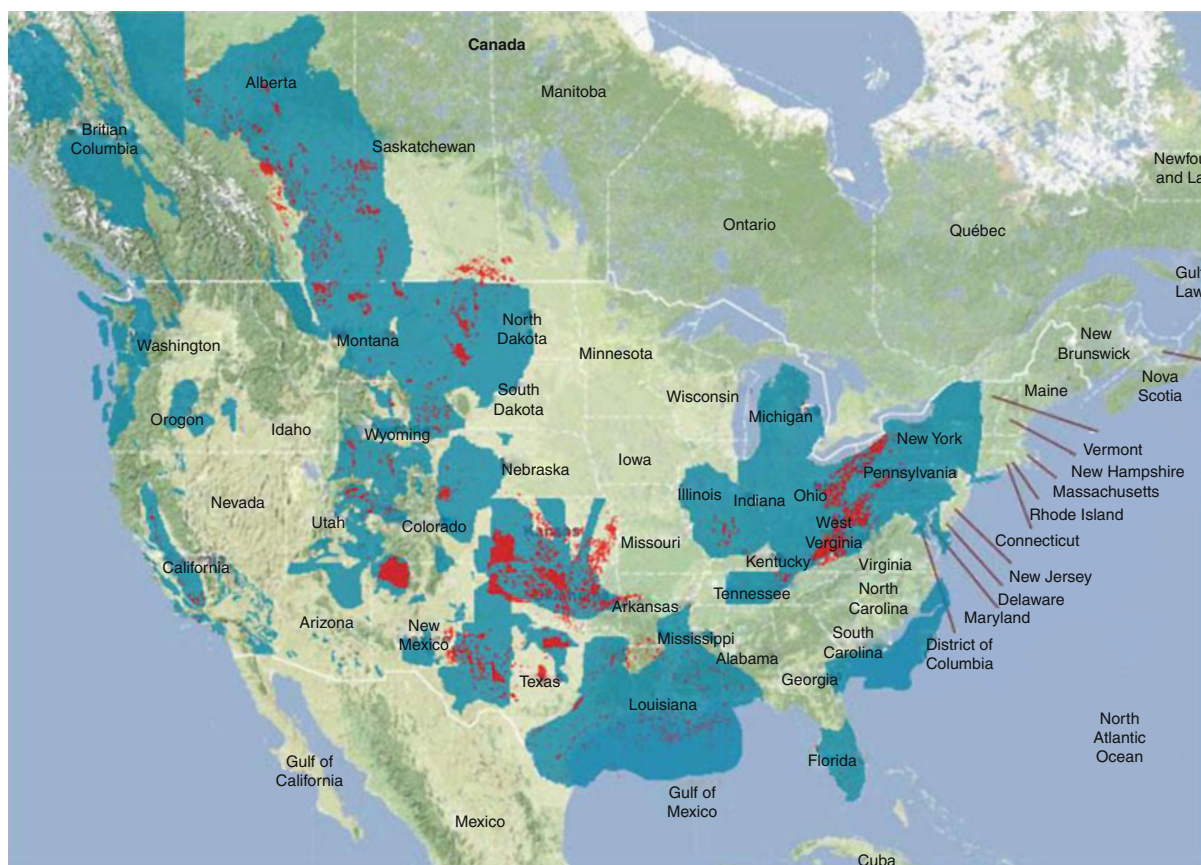 Canada
Alberta
Manitoba
Britian
Columbia
Saskatchewan
Newfou
and La
Ontario
Québec
Gulf
Law
North
Dakota
Montana
Washington
Minnesota
New
Brunswick
Nova
Scotia
Maine
South
Dakota
Wisconsin
Michigan
Orogon
Idaho
Wyoming
New York
Vermont
Iowa
Nebraska
Pennsylvania
New Hampshire
Massachusetts
Illinois
Indiana
Ohio
Nevada
Utah
Colorado
Kansas
Missouri
West
Verginia
Rhode Island
Connecticut
California
Kentucky
Virginia
New Jersey
Tennessee
Delaware
Arkansas
North
Carolina
Maryland
Arizona
New
Mexico
Mississippi
South
Carolina
District of
Columbia
Alabama
Georgia
Texas
Louisiana
North
Atlantic
Ocean
Florida
Gulf of
California
Gulf of
Mexico
Mexico
Cuba